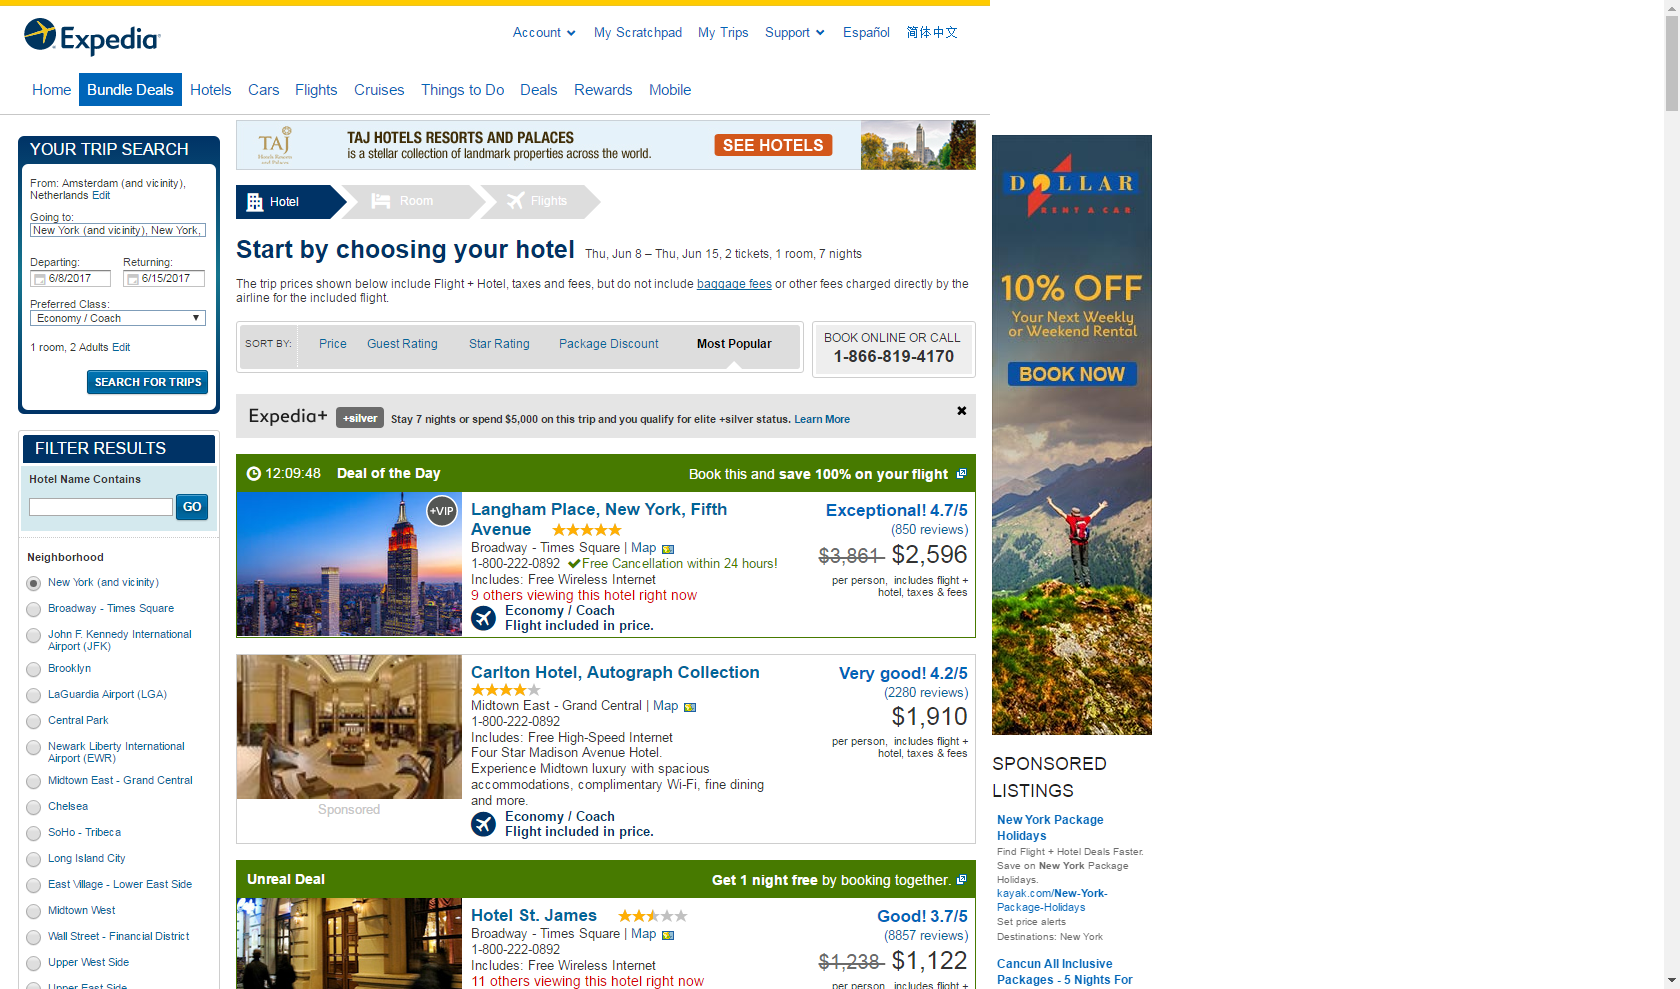 Expedia
Account
My Scratchpad
My Trips
Support
Español
简体中文
Home
Bundle Deals
Hotels
Cars
Flights
Cruises
Things to Do
Deals
Rewards
Mobile
YOUR TRIP SEARCH
From: Amsterdam (and vicinity),
Netherlands Edit
Going to:
New York (and vicinity), New York,
Departing:
Returning:
6/8/2017
6/15/2017
Preferred Class:
Economy / Coach
1 room, 2 Adults Edit
SEARCH FOR TRIPS
FILTER RESULTS
Hotel Name Contains
GO
Neighborhood
New York (and vicinity)
Broadway - Times Square
John F. Kennedy International
Airport (JFK)
Brooklyn
LaGuardia Airport (LGA)
Central Park
Newark Liberty International
Airport (EWR)
Midtown East - Grand Central
Chelsea
SoHo - Tribeca
Long Island City
East Village - Lower East Side
Midtown West
Wall Street - Financial District
Upper West Side
Upper East Side
TAJ
Hotels Resorts
and Palaces
TAJ HOTELS RESORTS AND PALACES
is a stellar collection of landmark properties across the world.
SEE HOTELS
Hotel
Room
Flights
Start by choosing your hotel Thu, Jun 8 – Thu, Jun 15, 2 tickets, 1 room, 7 nights
The trip prices shown below include Flight + Hotel, taxes and fees, but do not include baggage fees or other fees charged directly by the
airline for the included flight.
SORT BY:
Price
Guest Rating
Star Rating
Package Discount
Most Popular
BOOK ONLINE OR CALL
1-866-819-4170
Expedia+ +silver Stay 7 nights or spend $5,000 on this trip and you qualify for elite +silver status. Learn More
12:09:48 Deal of the Day
Book this and save 100% on your flight
+VIP
Langham Place, New York, Fifth
Avenue
Broadway - Times Square | Map
1-800-222-0892 Free Cancellation within 24 hours!
Includes: Free Wireless Internet
9 others viewing this hotel right now
Economy / Coach
Flight included in price.
Exceptional! 4.7/5
(850 reviews)
$3,861 $2,596
per person, includes flight +
hotel, taxes & fees
Carlton Hotel, Autograph Collection
Midtown East - Grand Central | Map
1-800-222-0892
Includes: Free High-Speed Internet
Four Star Madison Avenue Hotel.
Experience Midtown luxury with spacious
accommodations, complimentary Wi-Fi, fine dining
and more.
Economy / Coach
Flight included in price.
Sponsored
Very good! 4.2/5
(2280 reviews)
$1,910
per person, includes flight +
hotel, taxes & fees
Unreal Deal
Get 1 night free by booking together.
Hotel St. James
Broadway - Times Square | Map
1-800-222-0892
Includes: Free Wireless Internet
11 others viewing this hotel right now
Good! 3.7/5
(8857 reviews)
$1,238 $1,122
per person, includes flight +
DOLLAR
RENT A CAR
10% OFF
Your Next Weekly
or Weekend Rental
BOOK NOW
SPONSORED
LISTINGS
New York Package
Holidays
Find Flight + Hotel Deals Faster.
Save on New York Package
Holidays.
kayak.com/New-York-
Package-Holidays
Set price alerts
Destinations: New York
Cancun All Inclusive
Packages - 5 Nights For